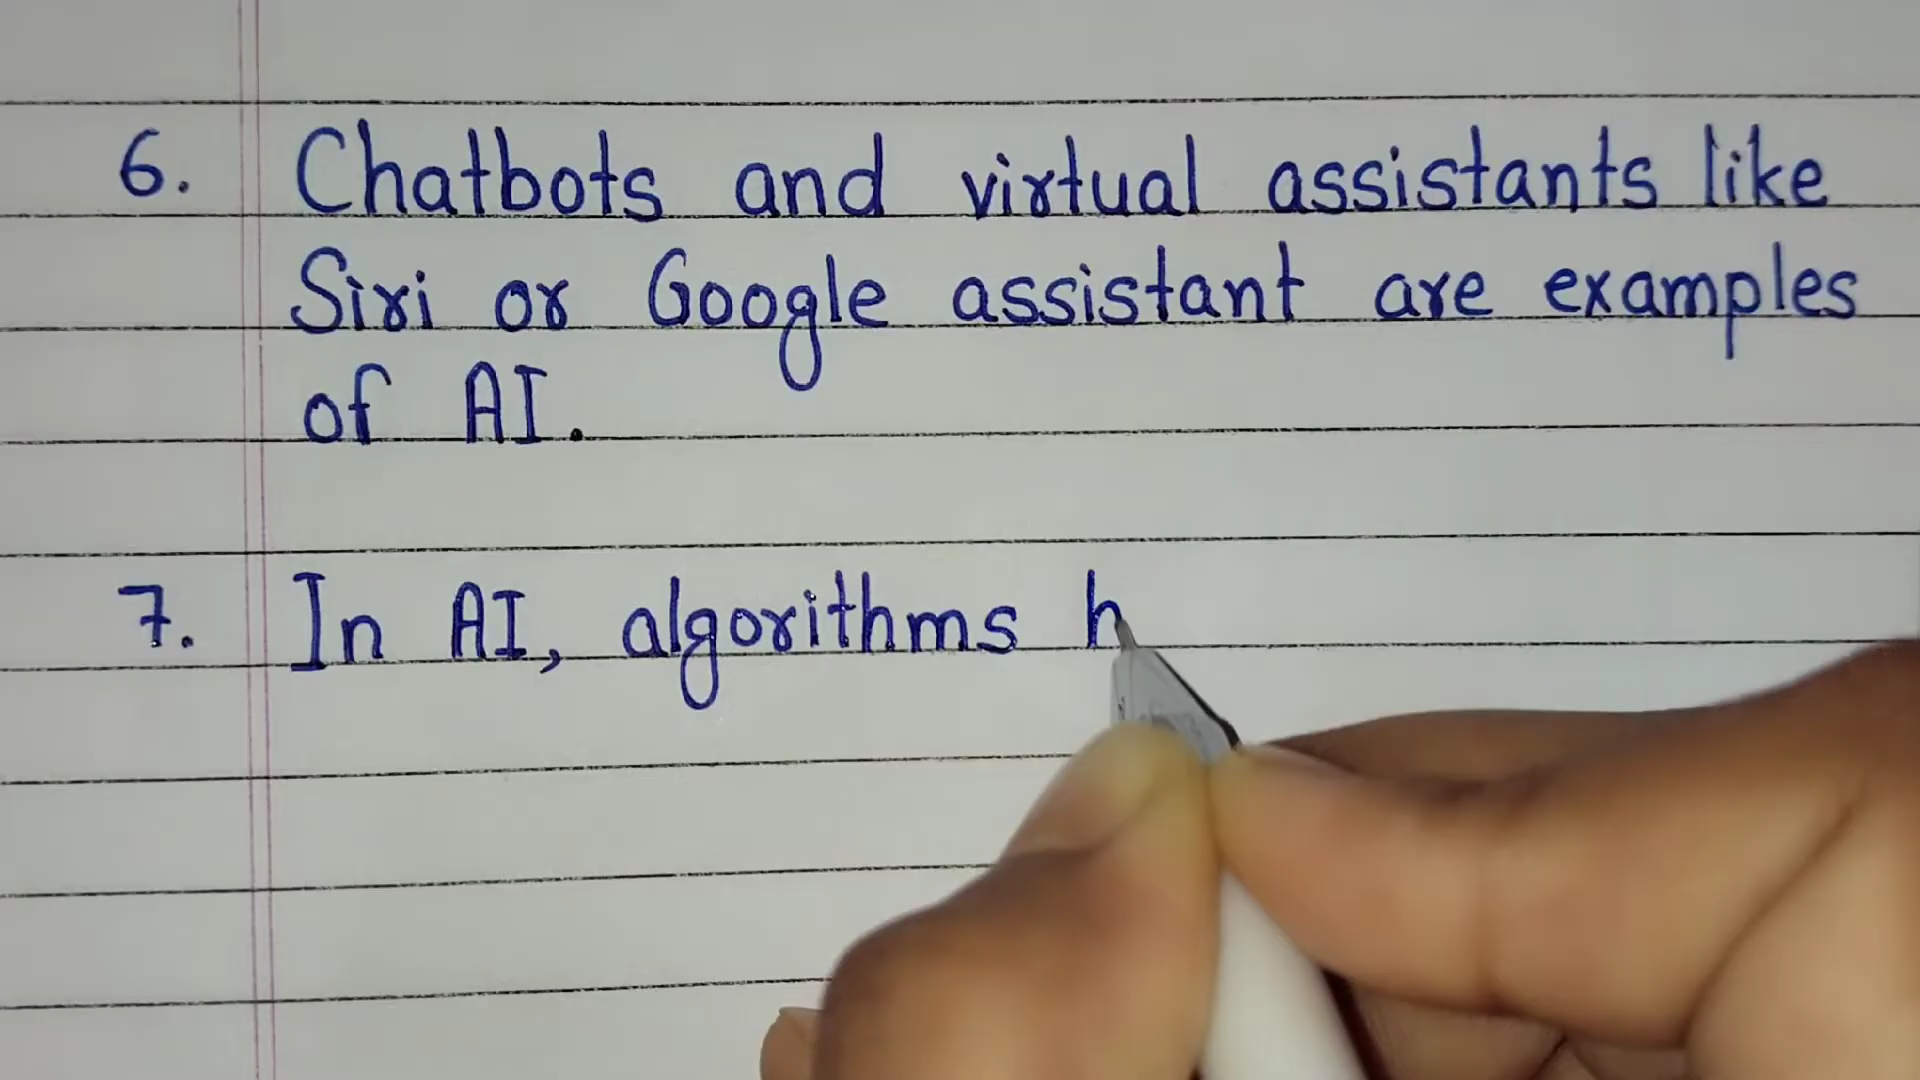 6. Chatbots and virtual assistants like
Siri or Google assistant are examples
of AI.
7. In AI, algorithms h